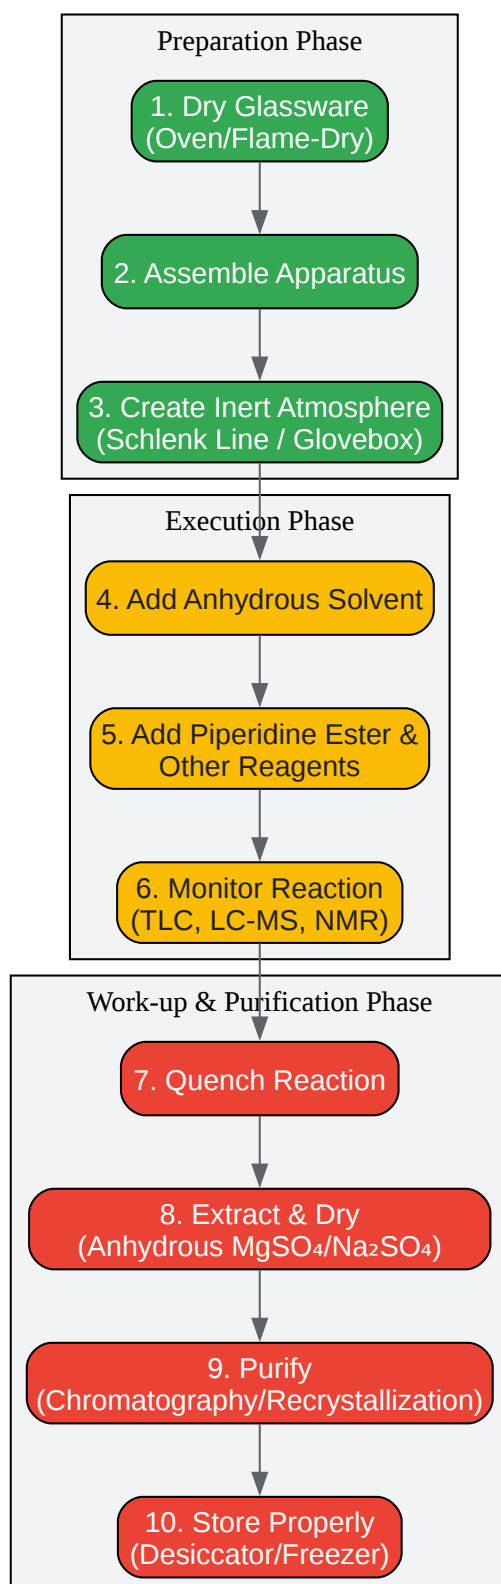 Preparation Phase
1. Dry Glassware
(Oven/Flame-Dry)
2. Assemble Apparatus
3. Create Inert Atmosphere
(Schlenk Line / Glovebox)
Execution Phase
4. Add Anhydrous Solvent
5. Add Piperidine Ester &
Other Reagents
6. Monitor Reaction
(TLC, LC-MS, NMR)
Work-up & Purification Phase
7. Quench Reaction
8. Extract & Dry
(Anhydrous MgSO₄/Na₂SO₄)
9. Purify
(Chromatography/Recrystallization)
10. Store Properly
(Desiccator/Freezer)